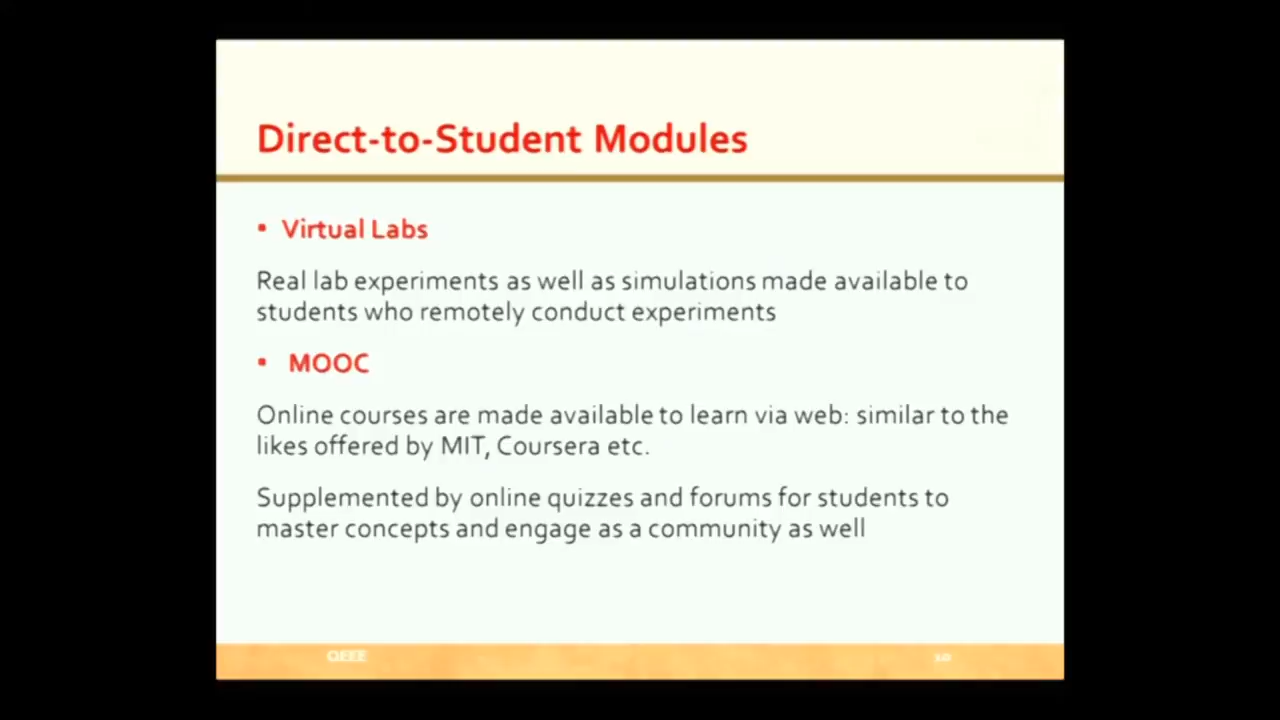 Direct-to-Student Modules
• Virtual Labs
Real lab experiments as well as simulations made available to
students who remotely conduct experiments
• MOOC
Online courses are made available to learn via web: similar to the
likes offered by MIT, Coursera etc.
Supplemented by online quizzes and forums for students to
master concepts and engage as a community as well
QEEE